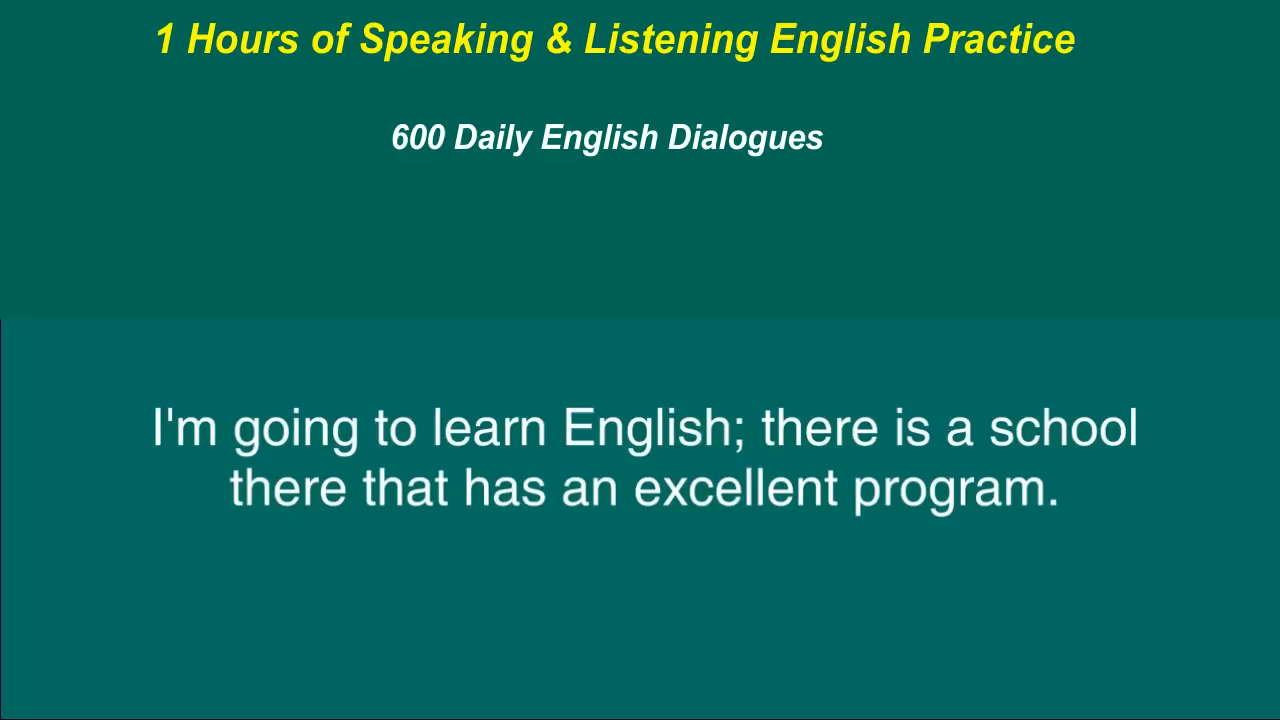 1 Hours of Speaking & Listening English Practice
600 Daily English Dialogues
I'm going to learn English; there is a school
there that has an excellent program.